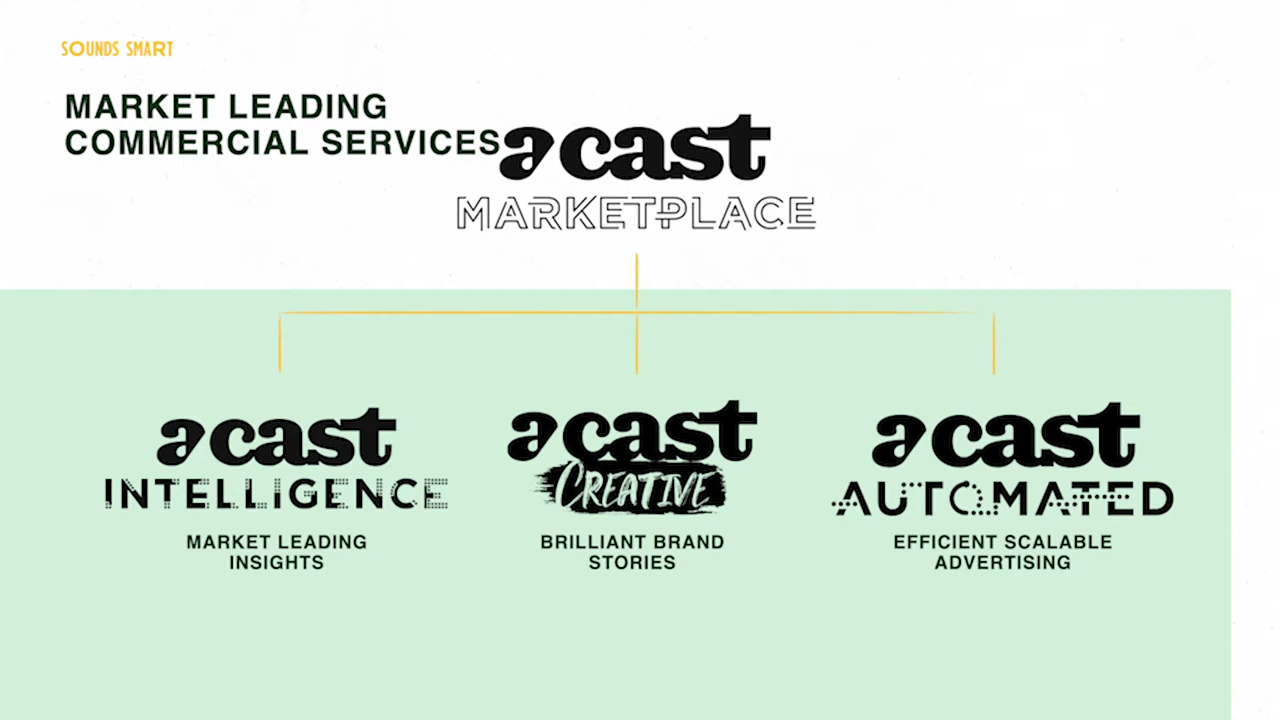 SOUNDS SMART
MARKET LEADING
COMMERCIAL SERVICES
acast
MARKETPLACE
acast
INTELLIGENCE
MARKET LEADING
INSIGHTS
acast
CREATIVE
BRILLIANT BRAND
STORIES
acast
AUTOMATED
EFFICIENT SCALABLE
ADVERTISING